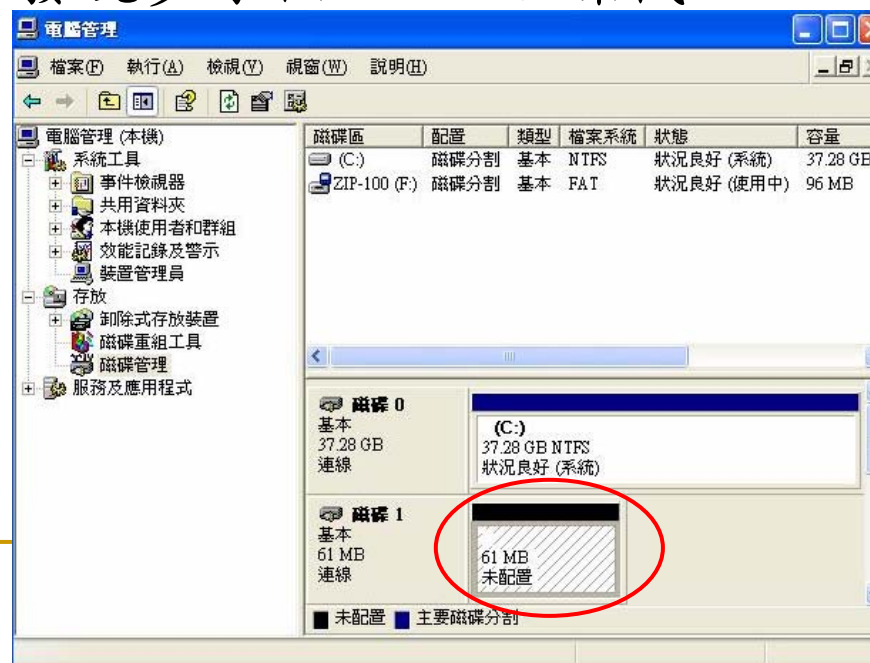 電腦管理
檔案(F) 執行(A) 檢視(V) 視窗(W) 說明(H)
電腦管理 (本機)
系統工具
事件檢視器
共用資料夾
本機使用者和群組
效能記錄及警示
裝置管理員
存放
卸除式存放裝置
磁碟重組工具
磁碟管理
服務及應用程式
磁碟區 配置 類型 檔案系統 狀態 容量
(C:) 磁碟分割 基本 NTFS 狀況良好 (系統) 37.28 GB
ZIP-100 (F:) 磁碟分割 基本 FAT 狀況良好 (使用中) 96 MB
磁碟 0
基本
37.28 GB
連線
(C:)
37.28 GB NTFS
狀況良好 (系統)
磁碟 1
基本
61 MB
連線
61 MB
未配置
未配置 主要磁碟分割